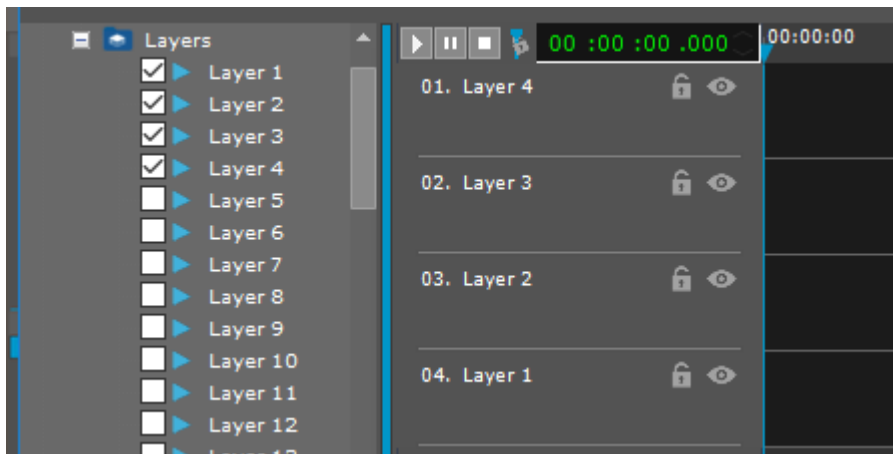 Layers
Layer 1
Layer 2
Layer 3
Layer 4
Layer 5
Layer 6
Layer 7
Layer 8
Layer 9
Layer 10
Layer 11
Layer 12
00 :00 :00 .000
00:00:00
01. Layer 4
02. Layer 3
03. Layer 2
04. Layer 1